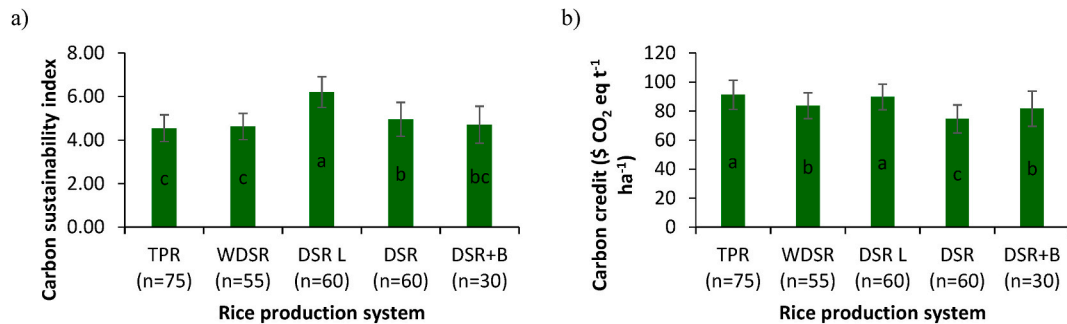 a)
Carbon sustainability index
8.00
6.00
4.00
2.00
0.00
c
c
a
b
bc
TPR WDSR DSR L DSR DSR+B
(n=75) (n=55) (n=60) (n=60) (n=30)
Rice production system
b)
Carbon credit ($ CO₂ eq t⁻¹
ha⁻¹)
120
100
80
60
40
20
0
a
b
a
c
b
TPR WDSR DSR L DSR DSR+B
(n=75) (n=55) (n=60) (n=60) (n=30)
Rice production system